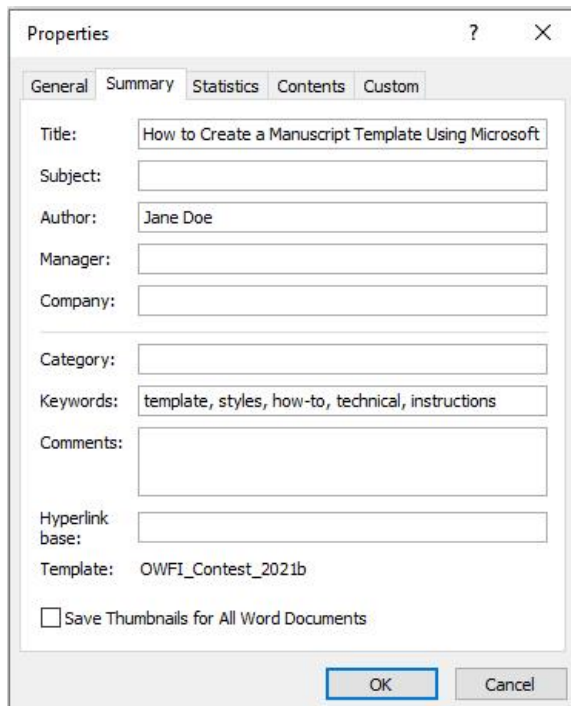 Properties ? X
General Summary Statistics Contents Custom
Title: How to Create a Manuscript Template Using Microsoft
Subject:
Author: Jane Doe
Manager:
Company:
Category:
Keywords: template, styles, how-to, technical, instructions
Comments:
Hyperlink
base:
Template: OWFI_Contest_2021b
Save Thumbnails for All Word Documents
OK Cancel